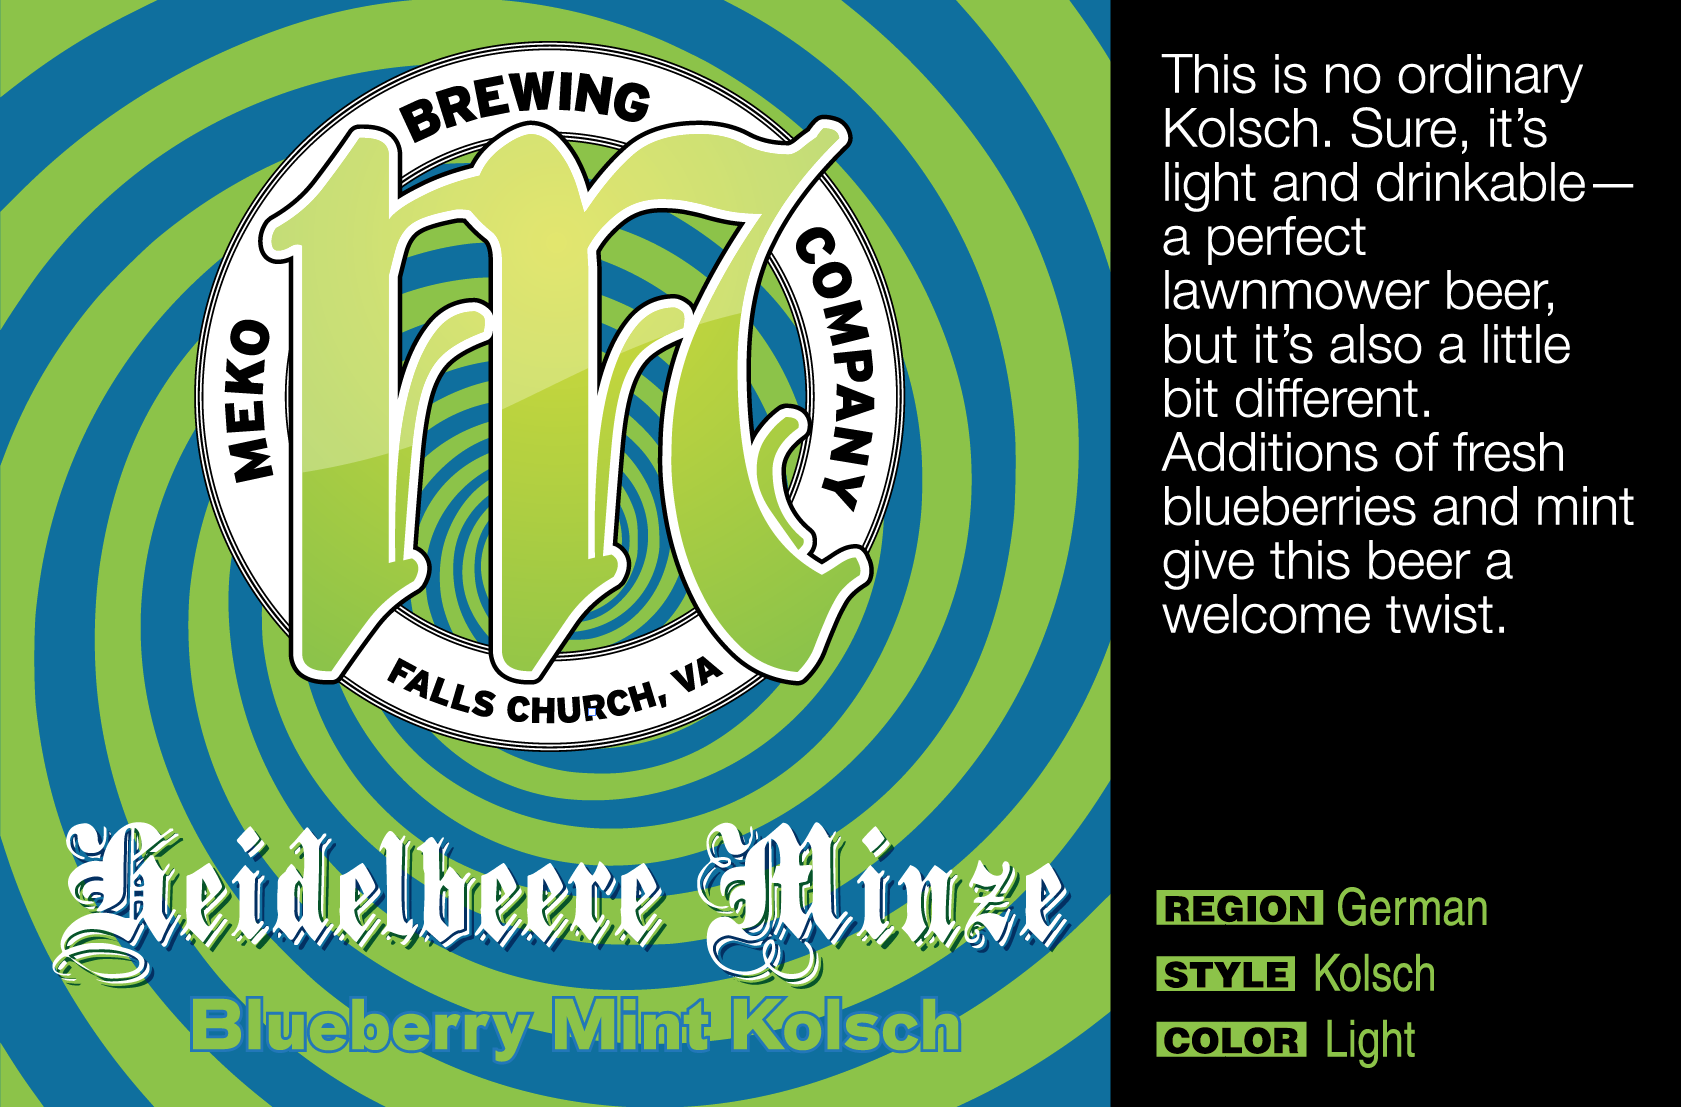 MEKO BREWING COMPANY
FALLS CHURCH, VA
Heidelbeere Minze
Blueberry Mint Kolsch
This is no ordinary
Kolsch. Sure, it’s
light and drinkable—
a perfect
lawnmower beer,
but it’s also a little
bit different.
Additions of fresh
blueberries and mint
give this beer a
welcome twist.
REGION German
STYLE Kolsch
COLOR Light